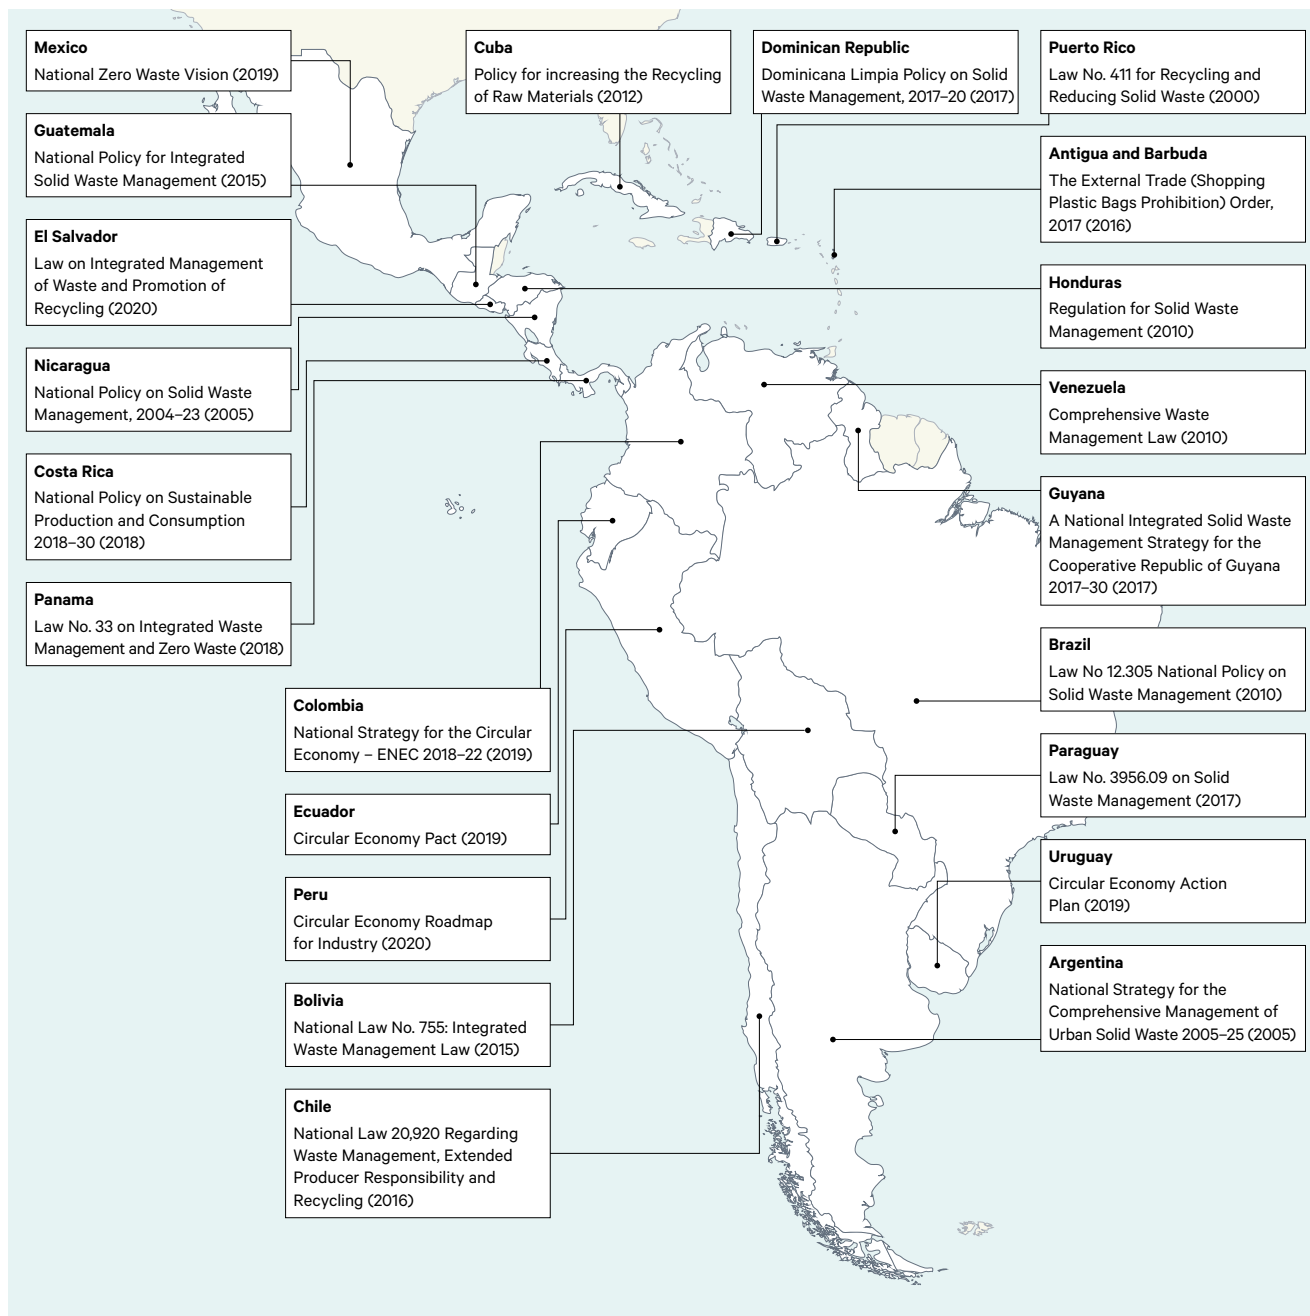 Mexico
National Zero Waste Vision (2019)
Guatemala
National Policy for Integrated
Solid Waste Management (2015)
El Salvador
Law on Integrated Management
of Waste and Promotion of
Recycling (2020)
Nicaragua
National Policy on Solid Waste
Management, 2004–23 (2005)
Costa Rica
National Policy on Sustainable
Production and Consumption
2018–30 (2018)
Panama
Law No. 33 on Integrated Waste
Management and Zero Waste (2018)
Colombia
National Strategy for the Circular
Economy – ENEC 2018–22 (2019)
Ecuador
Circular Economy Pact (2019)
Peru
Circular Economy Roadmap
for Industry (2020)
Bolivia
National Law No. 755: Integrated
Waste Management Law (2015)
Chile
National Law 20,920 Regarding
Waste Management, Extended
Producer Responsibility and
Recycling (2016)
Cuba
Policy for increasing the Recycling
of Raw Materials (2012)
Dominican Republic
Dominicana Limpia Policy on Solid
Waste Management, 2017–20 (2017)
Puerto Rico
Law No. 411 for Recycling and
Reducing Solid Waste (2000)
Antigua and Barbuda
The External Trade (Shopping
Plastic Bags Prohibition) Order,
2017 (2016)
Honduras
Regulation for Solid Waste
Management (2010)
Venezuela
Comprehensive Waste
Management Law (2010)
Guyana
A National Integrated Solid Waste
Management Strategy for the
Cooperative Republic of Guyana
2017–30 (2017)
Brazil
Law No 12.305 National Policy on
Solid Waste Management (2010)
Paraguay
Law No. 3956.09 on Solid
Waste Management (2017)
Uruguay
Circular Economy Action
Plan (2019)
Argentina
National Strategy for the
Comprehensive Management of
Urban Solid Waste 2005–25 (2005)